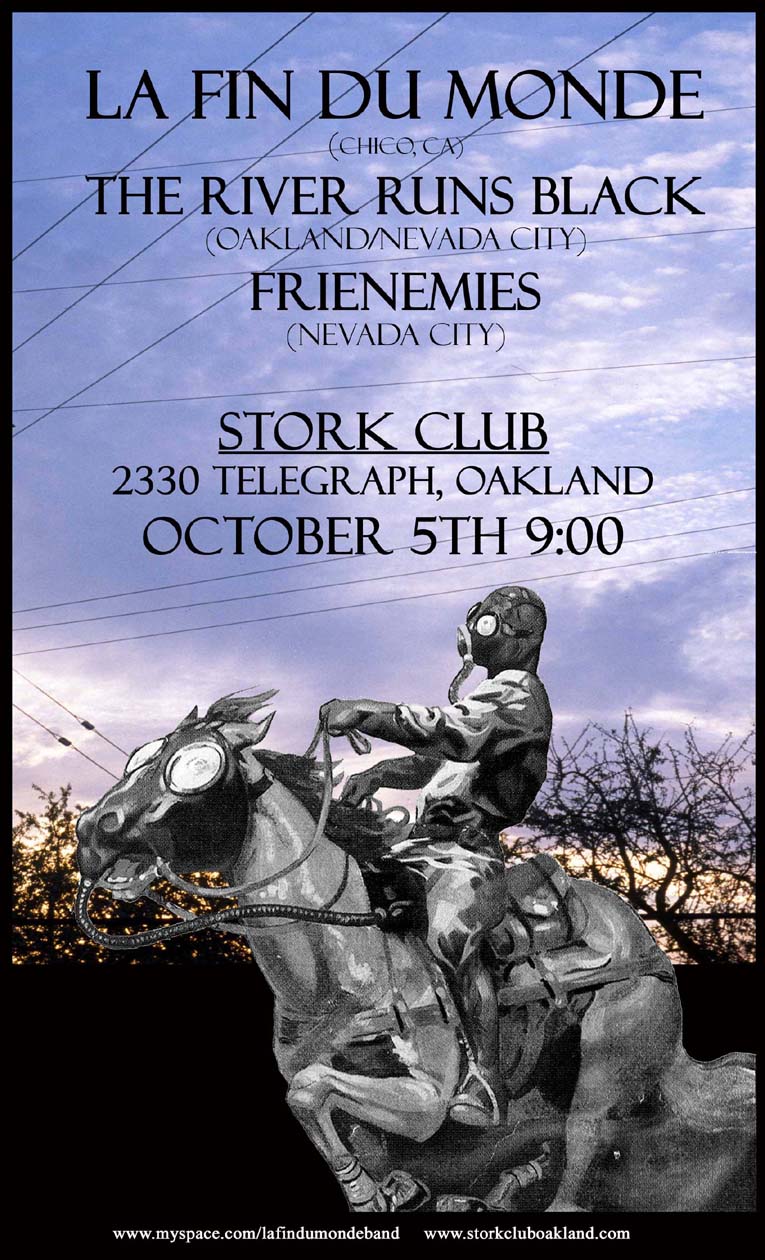 LA FIN DU MONDE
(CHICO, CA)
THE RIVER RUNS BLACK
(OAKLAND/NEVADA CITY)
FRIENEMIES
(NEVADA CITY)
STORK CLUB
2330 TELEGRAPH, OAKLAND
OCTOBER 5TH 9:00
www.myspace.com/lafindumondeband www.storkcluboakland.com